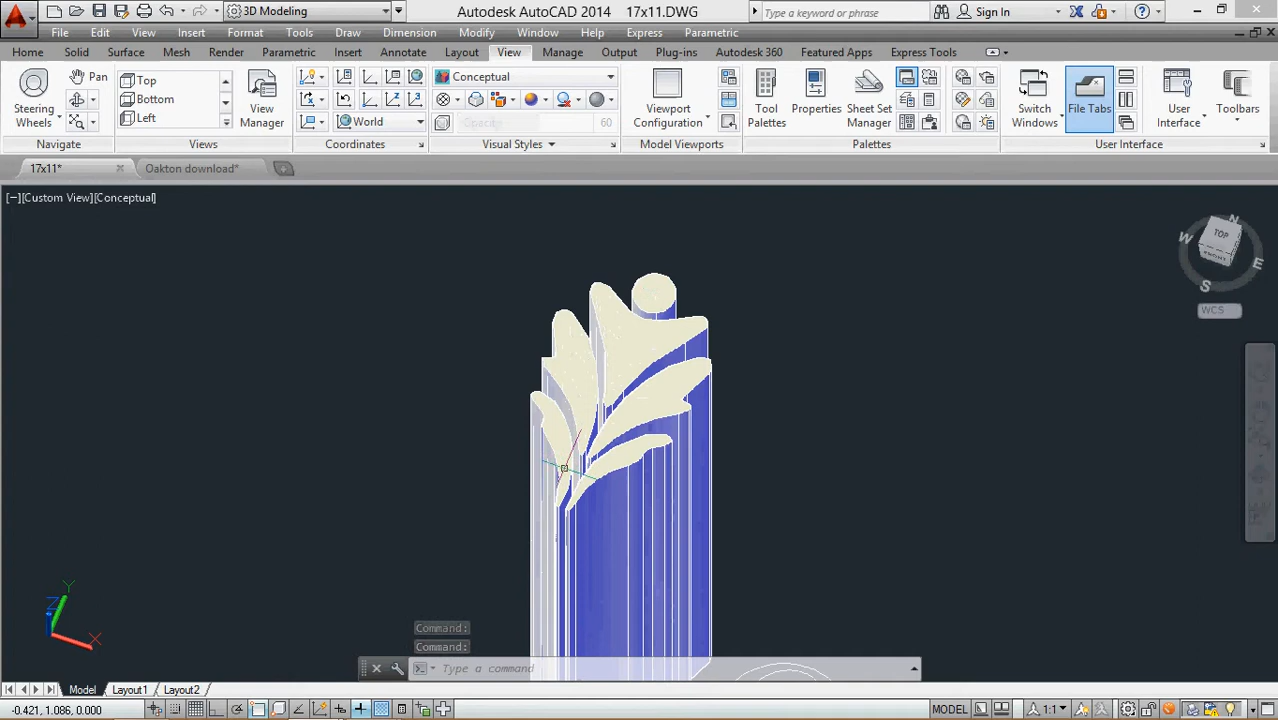 3D Modeling Autodesk AutoCAD 2014 17x11.DWG Type a keyword or phrase Sign In
File Edit View Insert Format Tools Draw Dimension Modify Window Help Express Parametric
Home Solid Surface Mesh Render Parametric Insert Annotate Layout View Manage Output Plug-ins Autodesk 360 Featured Apps Express Tools
Steering Wheels
Pan
Top
Bottom
Left
View Manager
World
Conceptual
Opacity 60
Viewport Configuration
Tool Palettes
Properties
Sheet Set Manager
Switch Windows
File Tabs
User Interface
Toolbars
Navigate Views Coordinates Visual Styles Model Viewports Palettes User Interface
17x11* Oakton download*
[−][Custom View][Conceptual]
N
W TOP
FRONT E
S
WCS
Y
Z
X
Command:
Command:
Type a command
Model Layout1 Layout2
-0.421, 1.086, 0.000 MODEL 1:1